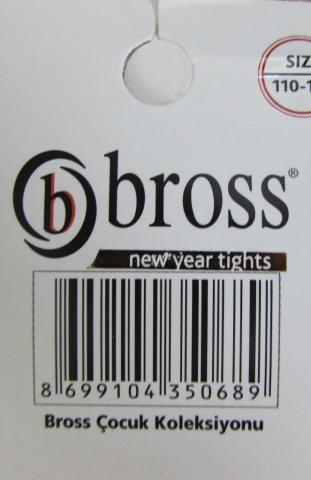 SIZ
110-1
b bross®
new year tights
8 699104 350689
Bross Çocuk Koleksiyonu